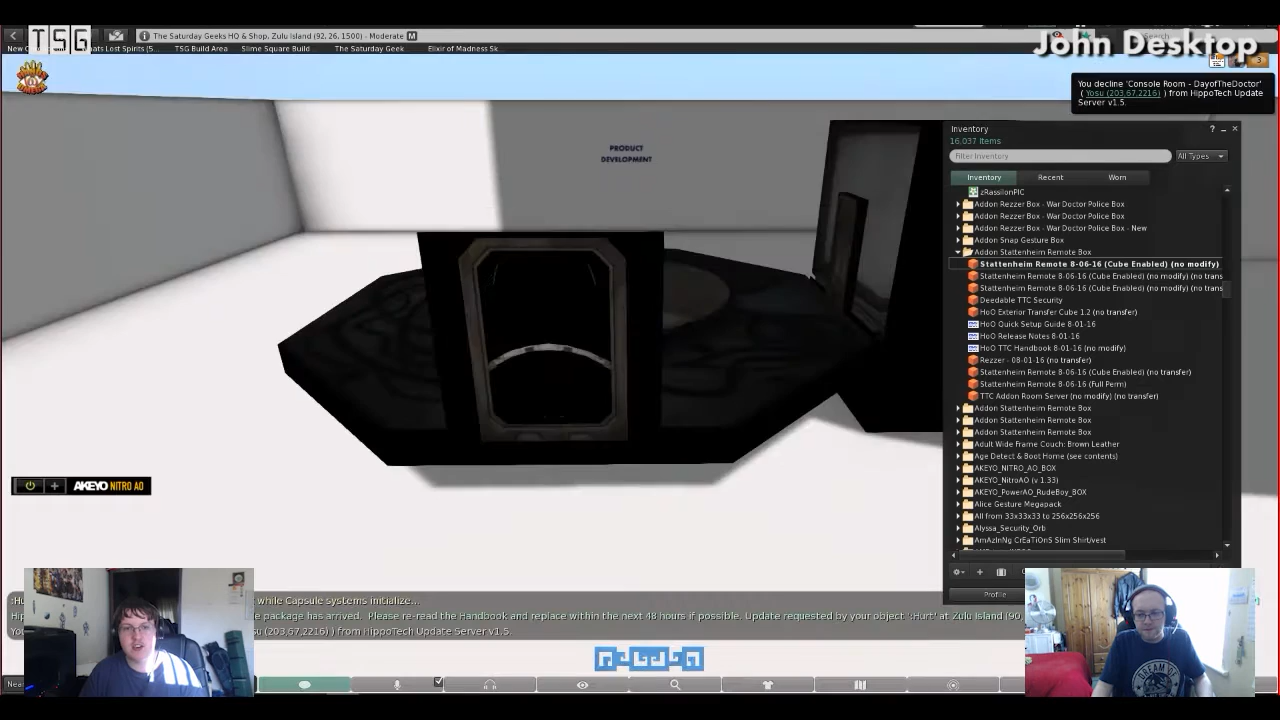 TSG
The Saturday Geeks HQ & Shop, Zulu Island (92, 26, 1500) - Moderate M
Search
John Desktop
TSG Build Area
Slime Square Build...
The Saturday Geek
Elixir of Madness Sk...
3
You decline 'Console Room - DayofTheDoctor'
( Yosu (203,67,2216) ) from HippoTech Update
Server v1.5.
PRODUCT
DEVELOPMENT
Inventory
16,037 items
Filter Inventory
All Types
Inventory
Recent
Worn
zRassilonPIC
Addon Rezzer Box - War Doctor Police Box
Addon Rezzer Box - War Doctor Police Box
Addon Rezzer Box - War Doctor Police Box - New
Addon Snap Gesture Box
Addon Stattenheim Remote Box
Stattenheim Remote 8-06-16 (Cube Enabled) (no modify)
Stattenheim Remote 8-06-16 (Cube Enabled) (no modify) (no trans
Stattenheim Remote 8-06-16 (Cube Enabled) (no modify) (no trans
Deedable TTC Security
HoO Exterior Transfer Cube 1.2 (no transfer)
HoO Quick Setup Guide 8-01-16
HoO Release Notes 8-01-16
HoO TTC Handbook 8-01-16 (no modify)
Rezzer - 08-01-16 (no transfer)
Stattenheim Remote 8-06-16 (Cube Enabled) (no transfer)
Stattenheim Remote 8-06-16 (Full Perm)
TTC Addon Room Server (no modify) (no transfer)
Addon Stattenheim Remote Box
Addon Stattenheim Remote Box
Addon Stattenheim Remote Box
Adult Wide Frame Couch: Brown Leather
Age Detect & Boot Home (see contents)
AKEYO_NITRO_AO_BOX
AKEYO_NitroAO (v 1.33)
AKEYO_PowerAO_RudeBoy_BOX
Alice Gesture Megapack
All from 33x33x33 to 256x256x256
Alyssa_Security_Orb
AmAzInNg CrEaTiOnS Slim Shirt/vest
Profile
AKEYO NITRO AO
while Capsule systems initialize...
package has arrived. Please re-read the Handbook and replace within the next 48 hours if possible. Update requested by your object ':Hurt' at Zulu Island (90
(203,67,2216) ) from HippoTech Update Server v1.5.